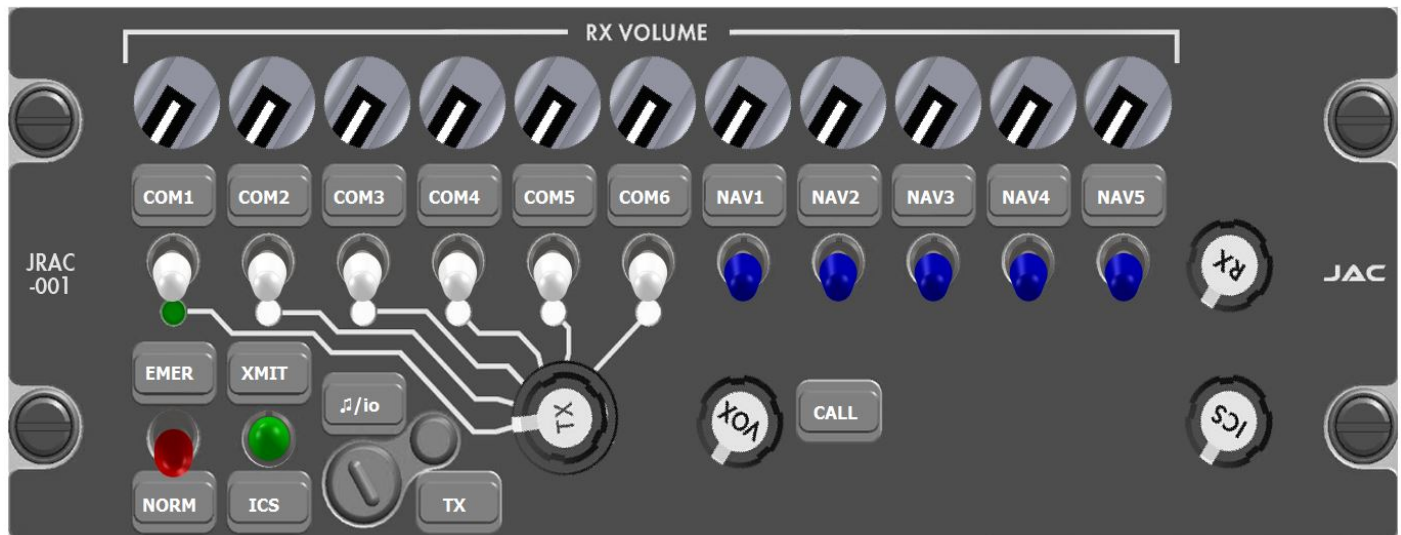 RX VOLUME
COM1 COM2 COM3 COM4 COM5 COM6 NAV1 NAV2 NAV3 NAV4 NAV5
JRAC
-001
RX
JAC
EMER XMIT
♫/io
TX
VOX
CALL
ICS
NORM ICS TX